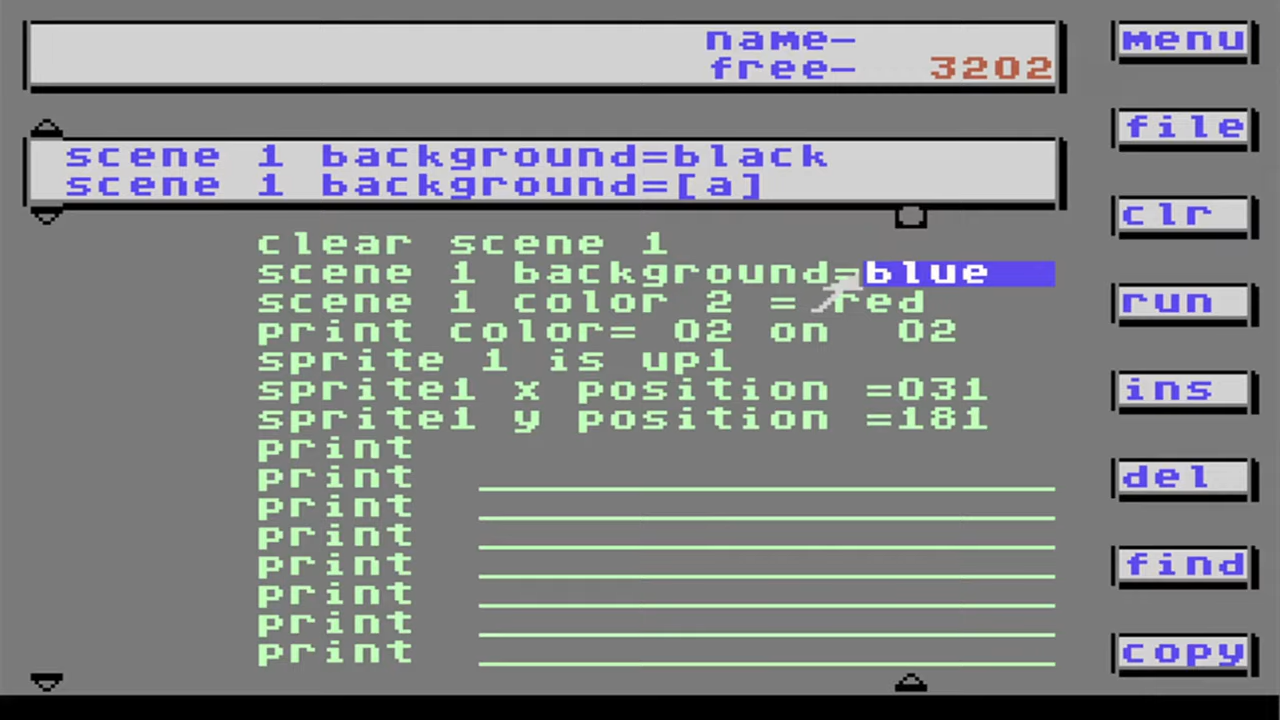 name-
free- 3202
scene 1 background=black
scene 1 background=[a]
clear scene 1
scene 1 background=blue
scene 1 color 2 = red
print color= 02 on 02
sprite 1 is up1
sprite1 x position =031
sprite1 y position =181
print
print
print
print
print
print
print
print
menu
file
clr
run
ins
del
find
copy